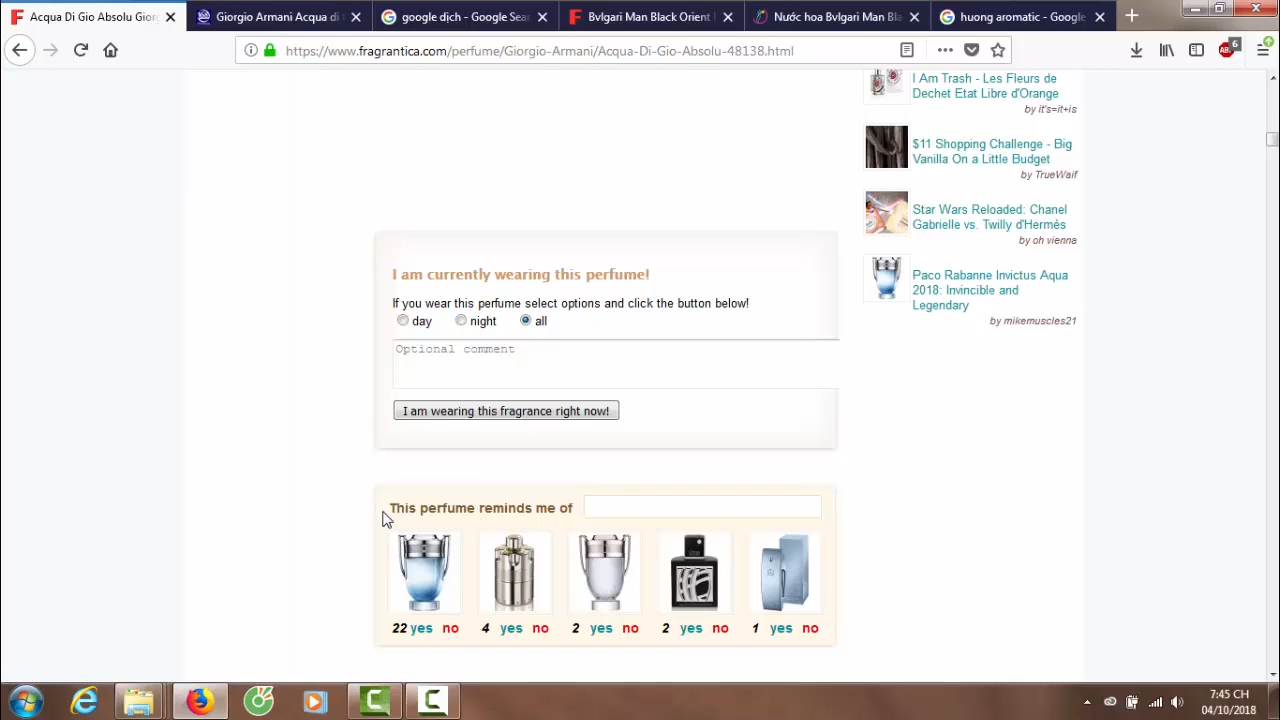 Acqua Di Gio Absolu Giorg
Giorgio Armani Acqua di
google dịch - Google Sear
Bvlgari Man Black Orient
Nước hoa Bvlgari Man Bla
huong aromatic - Google
https://www.fragrantica.com/perfume/Giorgio-Armani/Acqua-Di-Gio-Absolu-48138.html
6
I Am Trash - Les Fleurs de
Dechet Etat Libre d'Orange
by it's=it+is
$11 Shopping Challenge - Big
Vanilla On a Little Budget
by TrueWaif
Star Wars Reloaded: Chanel
Gabrielle vs. Twilly d'Hermès
by oh vienna
Paco Rabanne Invictus Aqua
2018: Invincible and
Legendary
by mikemuscles21
I am currently wearing this perfume!
If you wear this perfume select options and click the button below!
day night all
Optional comment
I am wearing this fragrance right now!
This perfume reminds me of
22 yes no 4 yes no 2 yes no 2 yes no 1 yes no
7:45 CH
04/10/2018